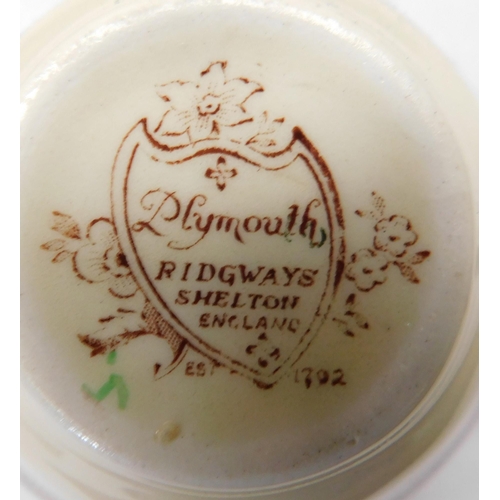 Plymouth
RIDGWAYS
SHELTON
ENGLAND
EST 1792